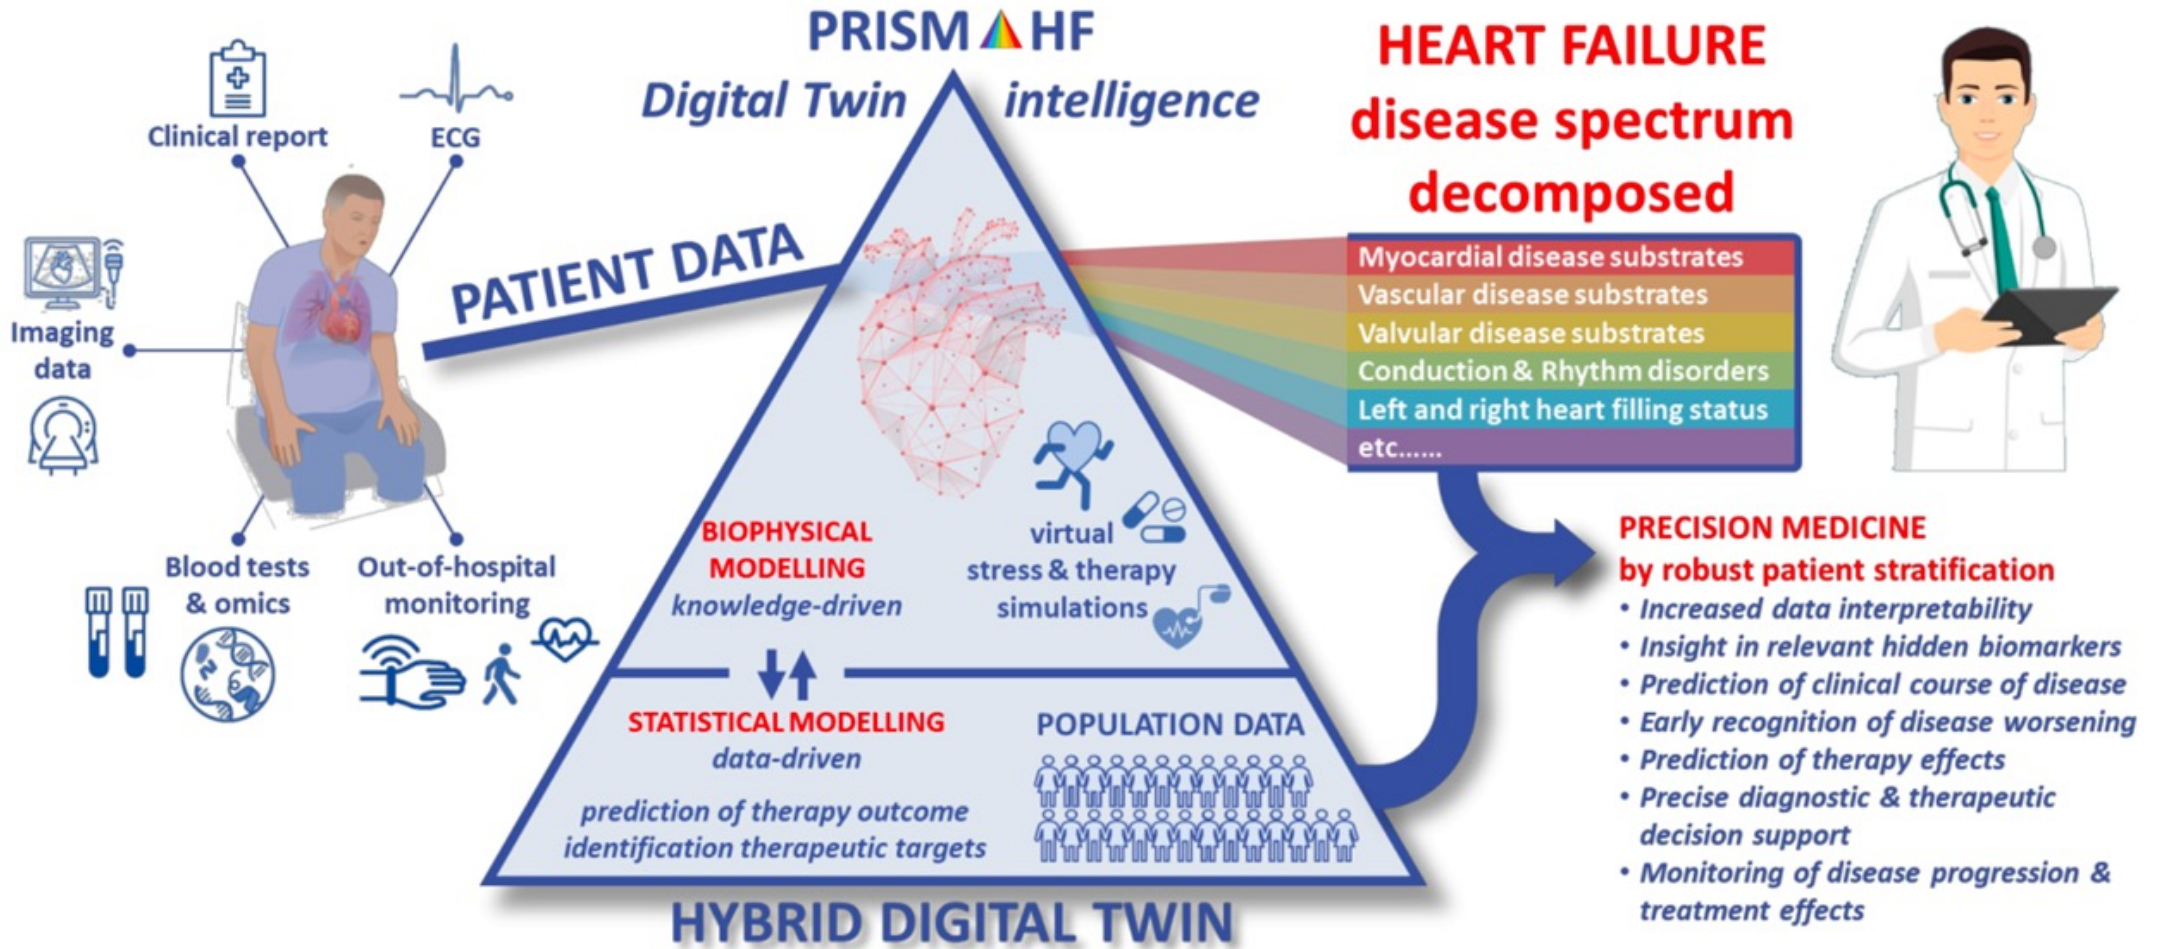 PRISM HF
Digital Twin intelligence
Clinical report
ECG
Imaging
data
Blood tests
& omics
Out-of-hospital
monitoring
PATIENT DATA
BIOPHYSICAL
MODELLING
knowledge-driven
virtual
stress & therapy
simulations
STATISTICAL MODELLING
data-driven
prediction of therapy outcome
identification therapeutic targets
POPULATION DATA
HYBRID DIGITAL TWIN
HEART FAILURE
disease spectrum
decomposed
Myocardial disease substrates
Vascular disease substrates
Valvular disease substrates
Conduction & Rhythm disorders
Left and right heart filling status
etc......
PRECISION MEDICINE
by robust patient stratification
• Increased data interpretability
• Insight in relevant hidden biomarkers
• Prediction of clinical course of disease
• Early recognition of disease worsening
• Prediction of therapy effects
• Precise diagnostic & therapeutic
decision support
• Monitoring of disease progression &
treatment effects